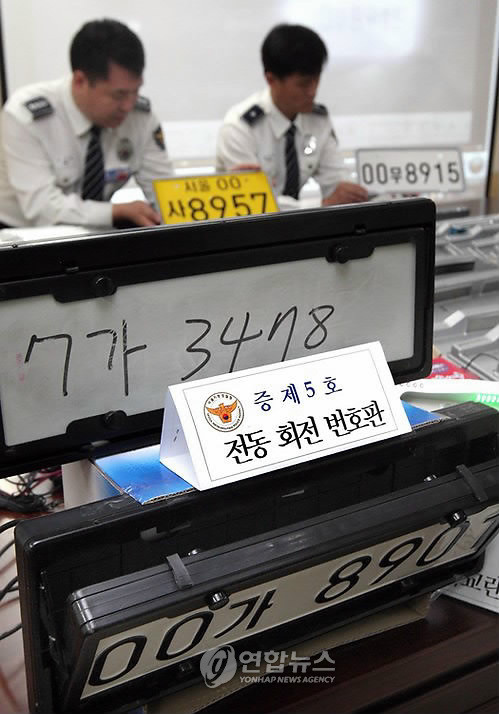 서울 00
사8957
00무8915
7가 3478
증 제 5 호
전동 회전 번호판
00가 8907
연합뉴스
YONHAP NEWS AGENCY